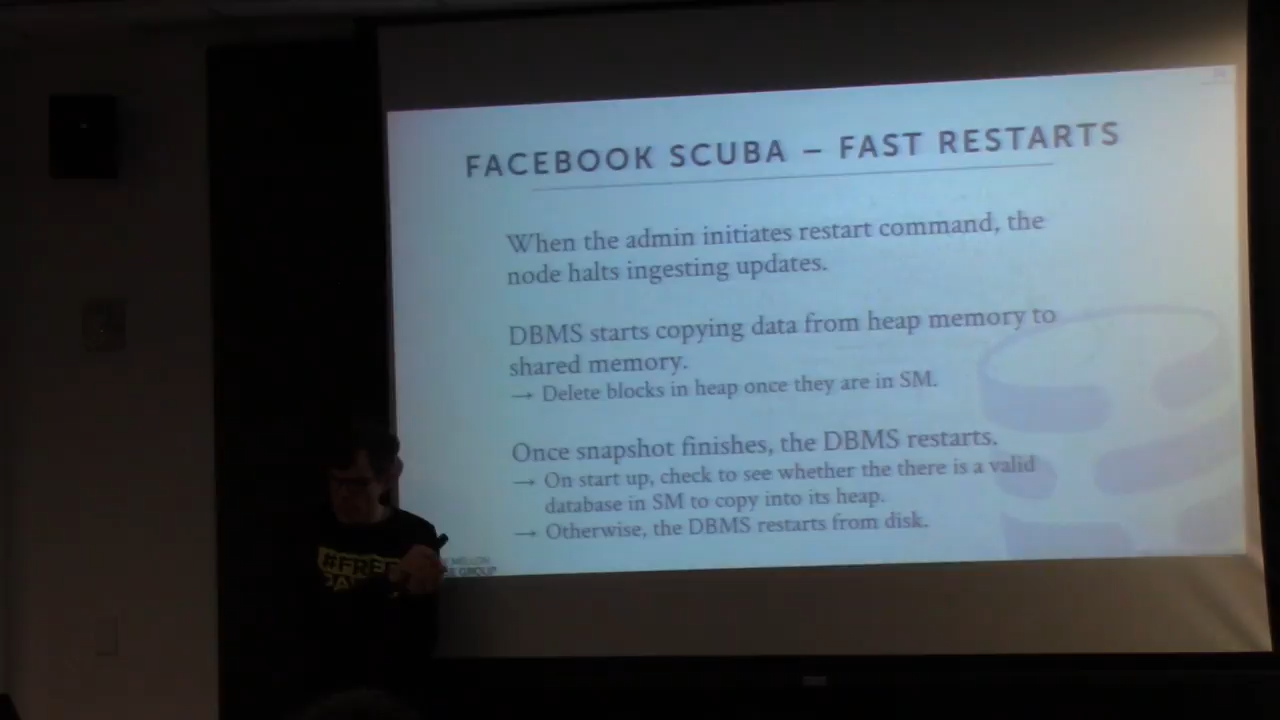 FACEBOOK SCUBA – FAST RESTARTS
When the admin initiates restart command, the
node halts ingesting updates.
DBMS starts copying data from heap memory to
shared memory.
→ Delete blocks in heap once they are in SM.
Once snapshot finishes, the DBMS restarts.
→ On start up, check to see whether the there is a valid
database in SM to copy into its heap.
→ Otherwise, the DBMS restarts from disk.
MELLON
GROUP
#FREE